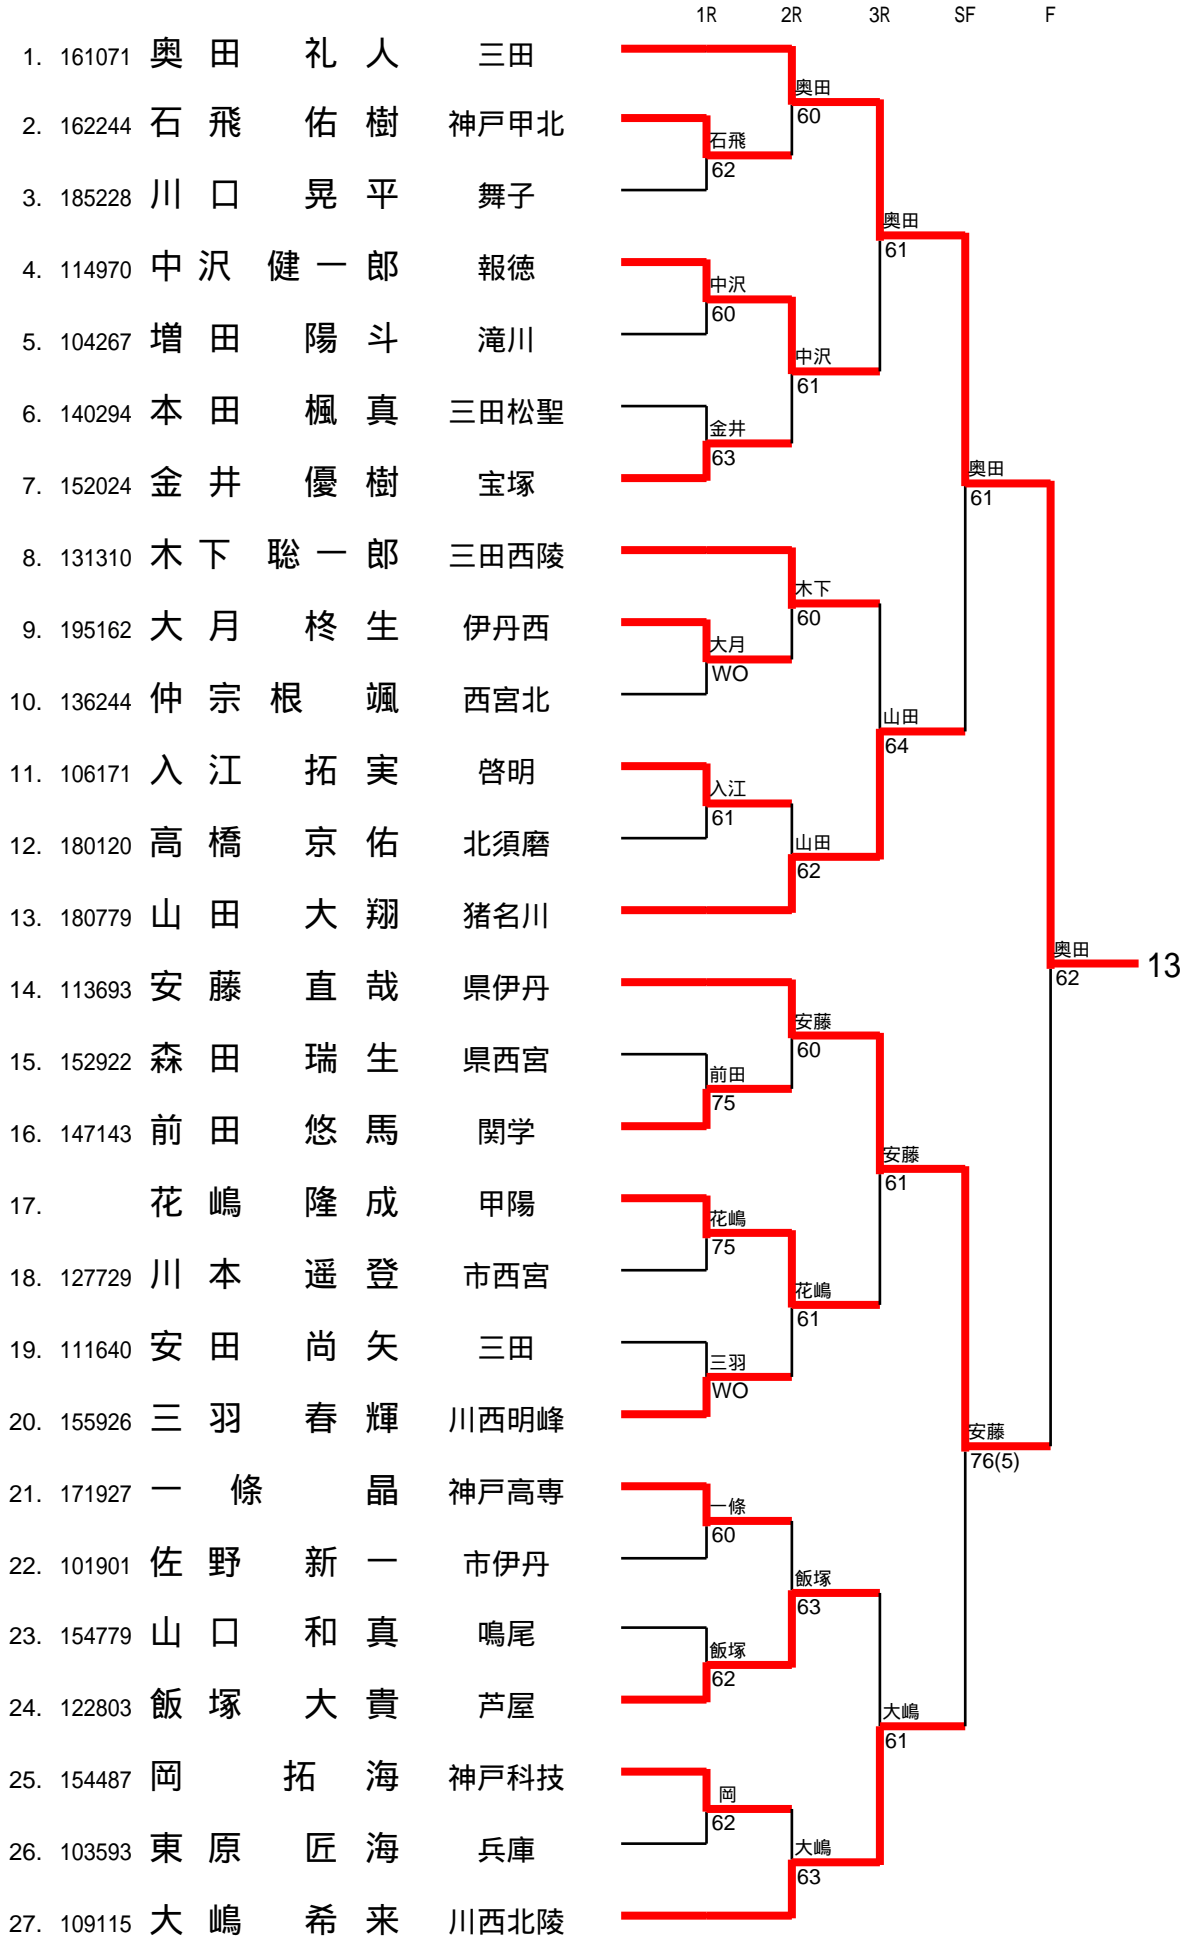 1R 2R 3R SF F
1. 161071 奥田 礼人 三田
奥田
60
2. 162244 石飛 佑樹 神戸甲北
石飛
62
3. 185228 川口 晃平 舞子
奥田
61
4. 114970 中沢 健一郎 報徳
中沢
60
5. 104267 増田 陽斗 滝川
中沢
61
6. 140294 本田 楓真 三田松聖
金井
63
7. 152024 金井 優樹 宝塚
奥田
61
8. 131310 木下 聡一郎 三田西陵
木下
60
9. 195162 大月 柊生 伊丹西
大月
WO
10. 136244 仲宗根 颯 西宮北
山田
64
11. 106171 入江 拓実 啓明
入江
61
12. 180120 高橋 京佑 北須磨
山田
62
13. 180779 山田 大翔 猪名川
奥田
62
13
14. 113693 安藤 直哉 県伊丹
安藤
60
15. 152922 森田 瑞生 県西宮
前田
75
16. 147143 前田 悠馬 関学
安藤
61
17. 花嶋 隆成 甲陽
花嶋
75
18. 127729 川本 遥登 市西宮
花嶋
61
19. 111640 安田 尚矢 三田
三羽
WO
20. 155926 三羽 春輝 川西明峰
安藤
76(5)
21. 171927 一條 晶 神戸高専
一條
60
22. 101901 佐野 新一 市伊丹
飯塚
63
23. 154779 山口 和真 鳴尾
飯塚
62
24. 122803 飯塚 大貴 芦屋
大嶋
61
25. 154487 岡 拓海 神戸科技
岡
62
26. 103593 東原 匠海 兵庫
大嶋
63
27. 109115 大嶋 希来 川西北陵